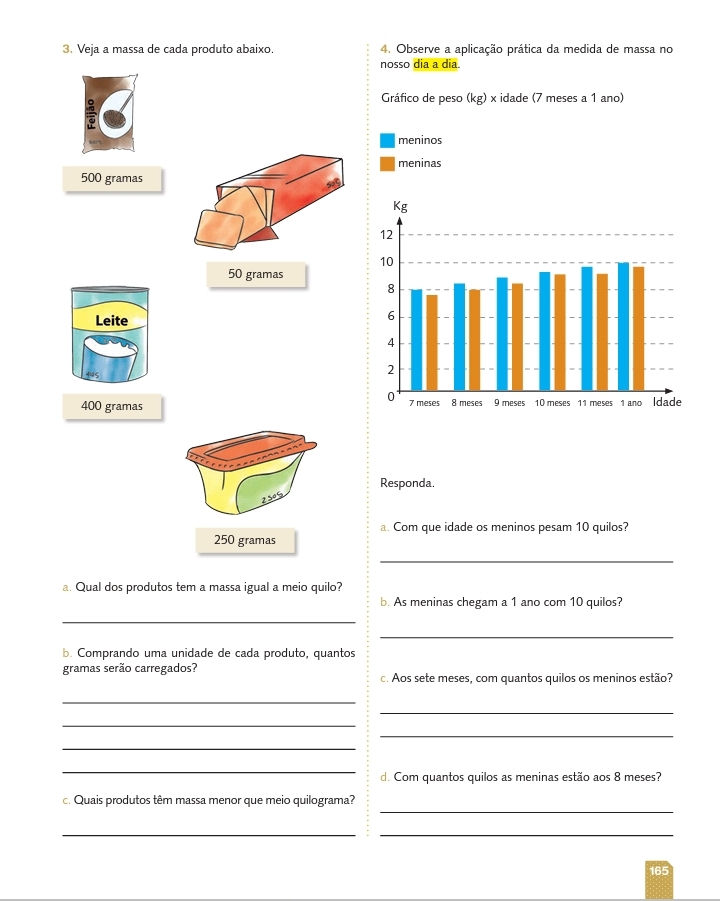 3. Veja a massa de cada produto abaixo.
Feijão
500 gramas
50g
50 gramas
Leite
400g
400 gramas
250g
250 gramas
a. Qual dos produtos tem a massa igual a meio quilo?
b. Comprando uma unidade de cada produto, quantos
gramas serão carregados?
c. Quais produtos têm massa menor que meio quilograma?
4. Observe a aplicação prática da medida de massa no
nosso dia a dia.
Gráfico de peso (kg) x idade (7 meses a 1 ano)
meninos
meninas
Kg
12
10
8
6
4
2
0
7 meses 8 meses 9 meses 10 meses 11 meses 1 ano Idade
Responda.
a. Com que idade os meninos pesam 10 quilos?
b. As meninas chegam a 1 ano com 10 quilos?
c. Aos sete meses, com quantos quilos os meninos estão?
d. Com quantos quilos as meninas estão aos 8 meses?
165